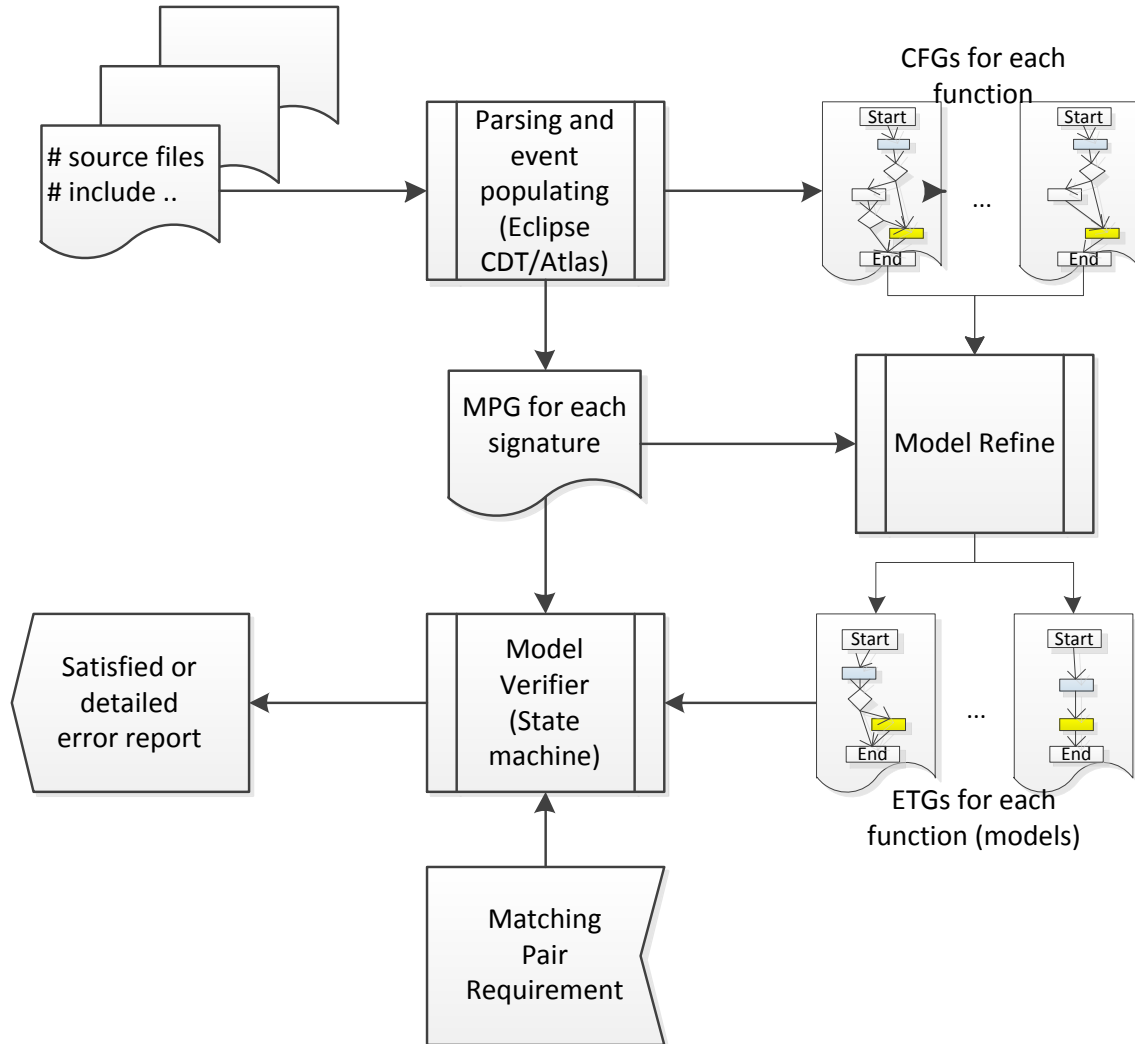 # source files
# include ..
Parsing and
event
populating
(Eclipse
CDT/Atlas)
CFGs for each
function
Start
End
...
Start
End
MPG for each
signature
Model Refine
Satisfied or
detailed
error report
Model
Verifier
(State
machine)
Start
End
...
Start
End
ETGs for each
function (models)
Matching
Pair
Requirement